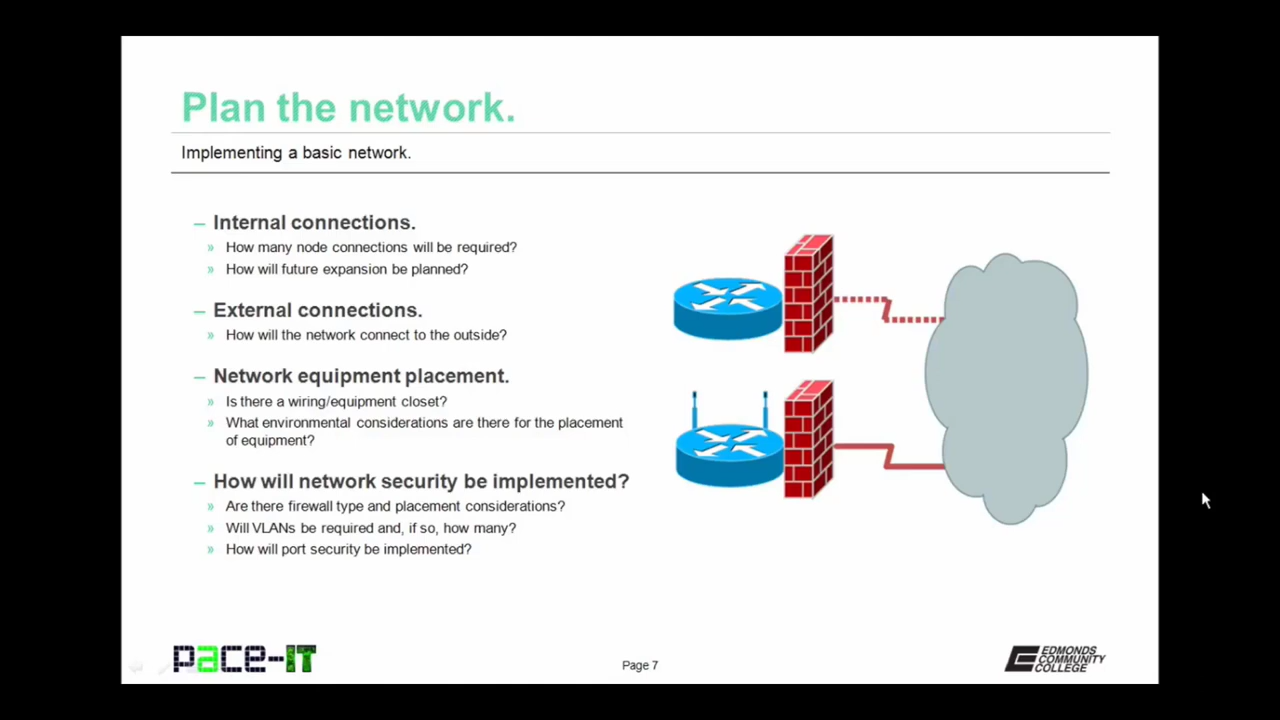 Plan the network.
Implementing a basic network.
– Internal connections.
» How many node connections will be required?
» How will future expansion be planned?
– External connections.
» How will the network connect to the outside?
– Network equipment placement.
» Is there a wiring/equipment closet?
» What environmental considerations are there for the placement
of equipment?
– How will network security be implemented?
» Are there firewall type and placement considerations?
» Will VLANs be required and, if so, how many?
» How will port security be implemented?
pace-IT
Page 7
EDMONDS
COMMUNITY
COLLEGE